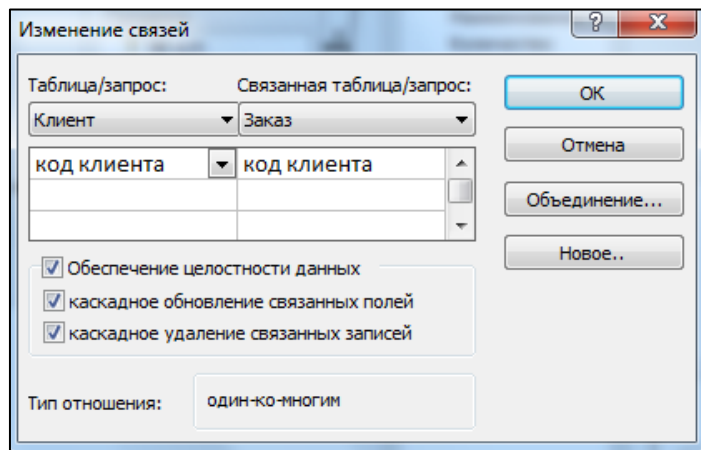 Изменение связей
Таблица/запрос: Связанная таблица/запрос:
Клиент Заказ
код клиента код клиента
Обеспечение целостности данных
каскадное обновление связанных полей
каскадное удаление связанных записей
Тип отношения: один-ко-многим
ОК
Отмена
Объединение...
Новое..